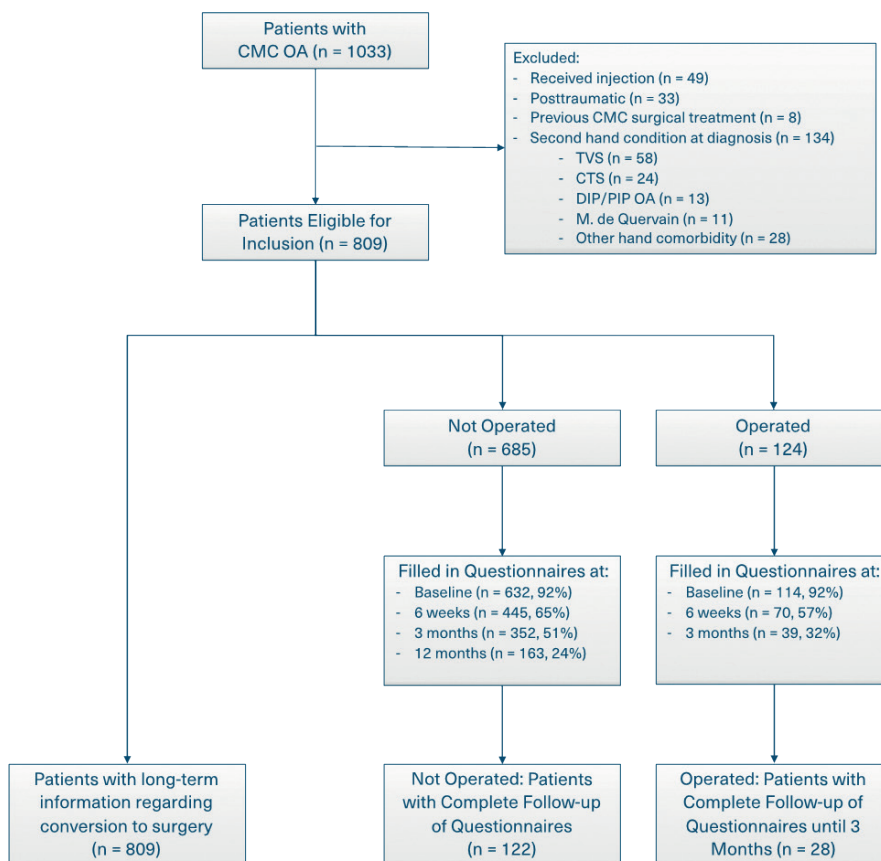 Patients with
CMC OA (n = 1033)
Excluded:
- Received injection (n = 49)
- Posttraumatic (n = 33)
- Previous CMC surgical treatment (n = 8)
- Second hand condition at diagnosis (n = 134)
- TVS (n = 58)
- CTS (n = 24)
- DIP/PIP OA (n = 13)
- M. de Quervain (n = 11)
- Other hand comorbidity (n = 28)
Patients Eligible for
Inclusion (n = 809)
Not Operated
(n = 685)
Operated
(n = 124)
Filled in Questionnaires at:
- Baseline (n = 632, 92%)
- 6 weeks (n = 445, 65%)
- 3 months (n = 352, 51%)
- 12 months (n = 163, 24%)
Filled in Questionnaires at:
- Baseline (n = 114, 92%)
- 6 weeks (n = 70, 57%)
- 3 months (n = 39, 32%)
Patients with long-term
information regarding
conversion to surgery
(n = 809)
Not Operated: Patients
with Complete Follow-up
of Questionnaires
(n = 122)
Operated: Patients with
Complete Follow-up of
Questionnaires until 3
Months (n = 28)